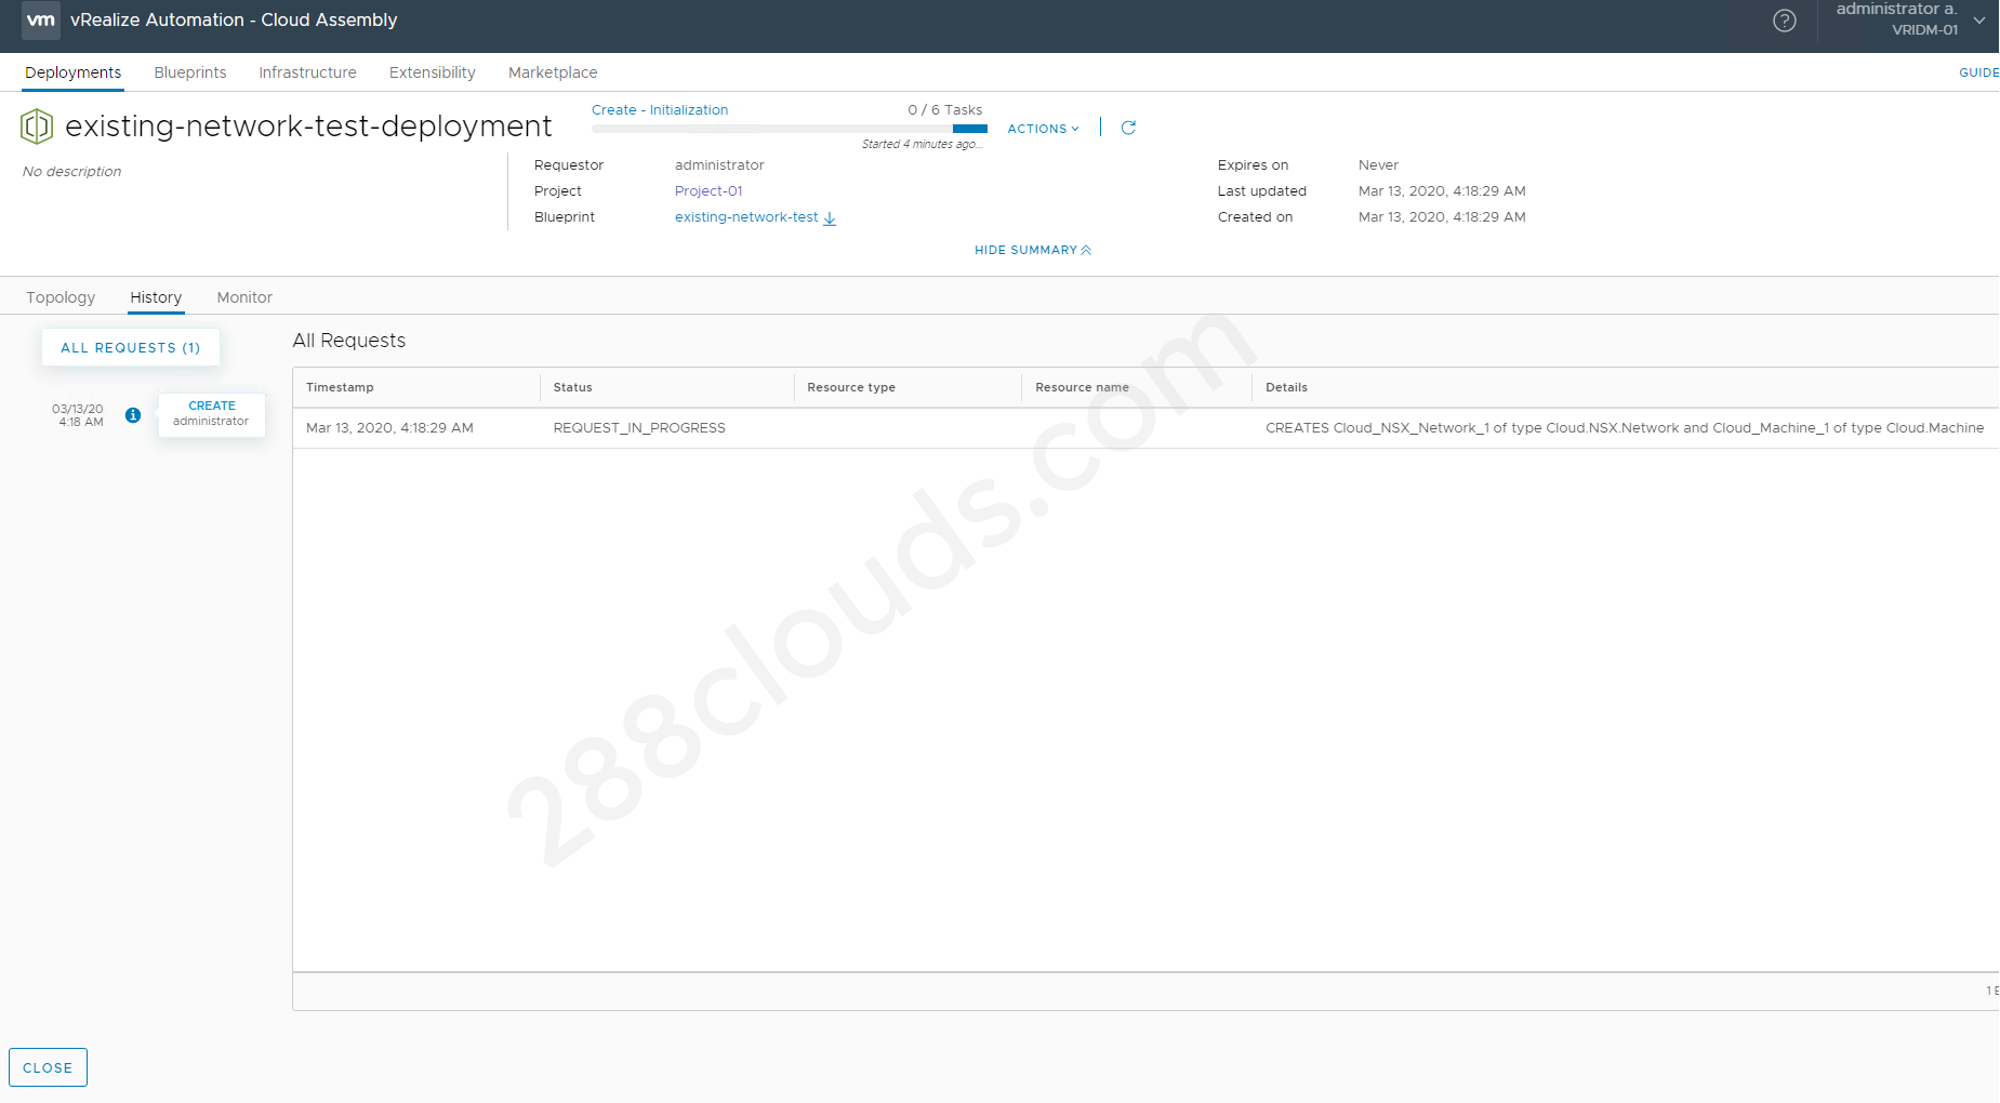 vm vRealize Automation - Cloud Assembly
administrator a.
VRIDM-01
Deployments Blueprints Infrastructure Extensibility Marketplace
GUIDE
existing-network-test-deployment
Create - Initialization 0 / 6 Tasks
ACTIONS
Started 4 minutes ago...
No description
Requestor administrator
Project Project-01
Blueprint existing-network-test
Expires on Never
Last updated Mar 13, 2020, 4:18:29 AM
Created on Mar 13, 2020, 4:18:29 AM
HIDE SUMMARY
Topology History Monitor
ALL REQUESTS (1)
03/13/20
4:18 AM
CREATE
administrator
All Requests
Timestamp Status Resource type Resource name Details
Mar 13, 2020, 4:18:29 AM REQUEST_IN_PROGRESS CREATES Cloud_NSX_Network_1 of type Cloud.NSX.Network and Cloud_Machine_1 of type Cloud.Machine
288clouds.com
1
CLOSE